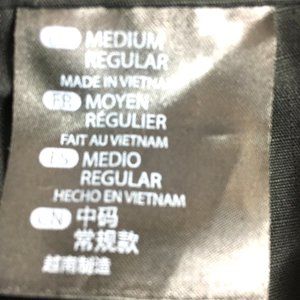 MEDIUM
REGULAR
MADE IN VIETNAM
FR MOYEN
RÉGULIER
FAIT AU VIETNAM
ES MEDIO
REGULAR
HECHO EN VIETNAM
CN 中码
常规款
越南制造